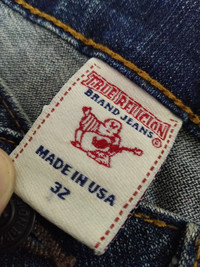 TRUE RELIGION
BRAND JEANS
MADE IN USA
32